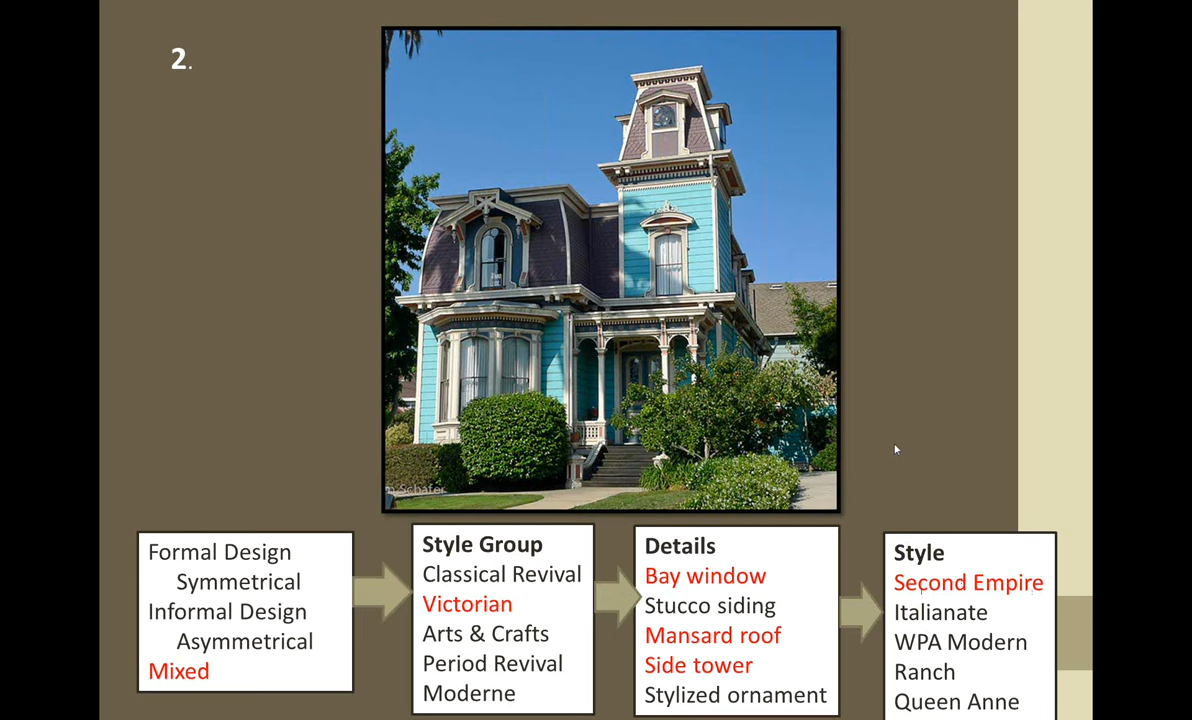 2.
Formal Design
Symmetrical
Informal Design
Asymmetrical
Mixed
Style Group
Classical Revival
Victorian
Arts & Crafts
Period Revival
Moderne
Details
Bay window
Stucco siding
Mansard roof
Side tower
Stylized ornament
Style
Second Empire
Italianate
WPA Modern
Ranch
Queen Anne